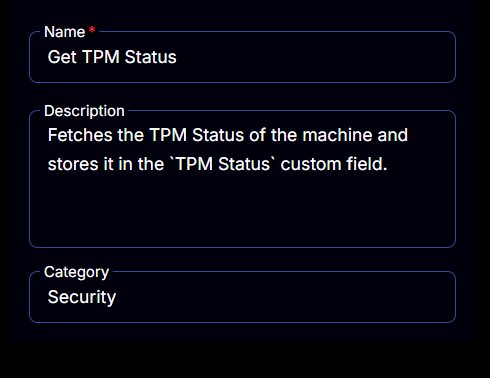 Name *
Get TPM Status
Description
Fetches the TPM Status of the machine and
stores it in the `TPM Status` custom field.
Category
Security